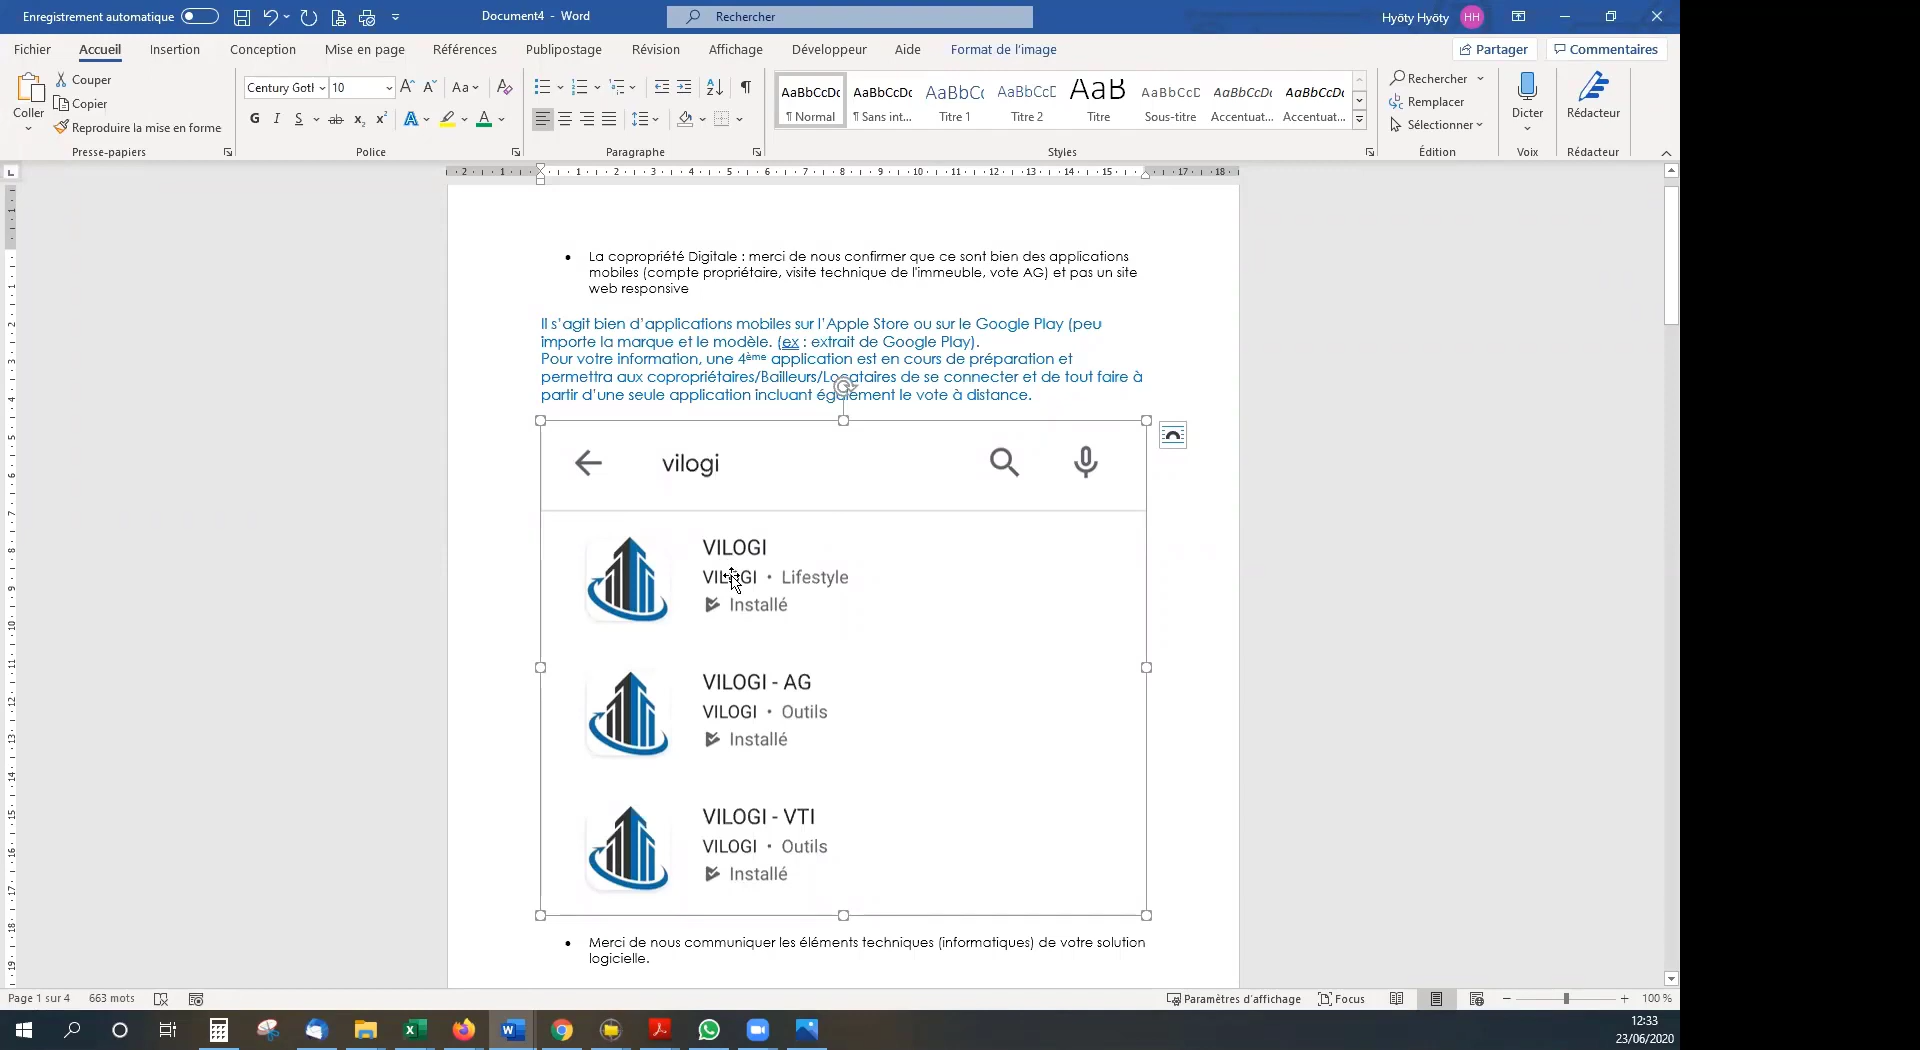 Enregistrement automatique
Document4 - Word
Rechercher
Hyöty Hyöty
HH
Fichier
Accueil
Insertion
Conception
Mise en page
Références
Publipostage
Révision
Affichage
Développeur
Aide
Format de l'image
Partager
Commentaires
Coller
Couper
Copier
Reproduire la mise en forme
Presse-papiers
Century Gotl
10
Police
Paragraphe
AaBbCcDc
¶ Normal
AaBbCcDc
¶ Sans int...
AaBbC
Titre 1
AaBbCcC
Titre 2
AaB
Titre
AaBbCcD
Sous-titre
AaBbCcDc
Accentuat...
AaBbCcDc
Accentuat...
Styles
Rechercher
Remplacer
Sélectionner
Édition
Dicter
Voix
Rédacteur
Rédacteur
La copropriété Digitale : merci de nous confirmer que ce sont bien des applications
mobiles (compte propriétaire, visite technique de l'immeuble, vote AG) et pas un site
web responsive
Il s'agit bien d'applications mobiles sur l'Apple Store ou sur le Google Play (peu
importe la marque et le modèle. (ex : extrait de Google Play).
Pour votre information, une 4ème application est en cours de préparation et
permettra aux copropriétaires/Bailleurs/Locataires de se connecter et de tout faire à
partir d'une seule application incluant également le vote à distance.
vilogi
VILOGI
VILOGI • Lifestyle
Installé
VILOGI - AG
VILOGI • Outils
Installé
VILOGI - VTI
VILOGI • Outils
Installé
Merci de nous communiquer les éléments techniques (informatiques) de votre solution
logicielle.
Page 1 sur 4
663 mots
Paramètres d'affichage
Focus
100 %
12:33
23/06/2020